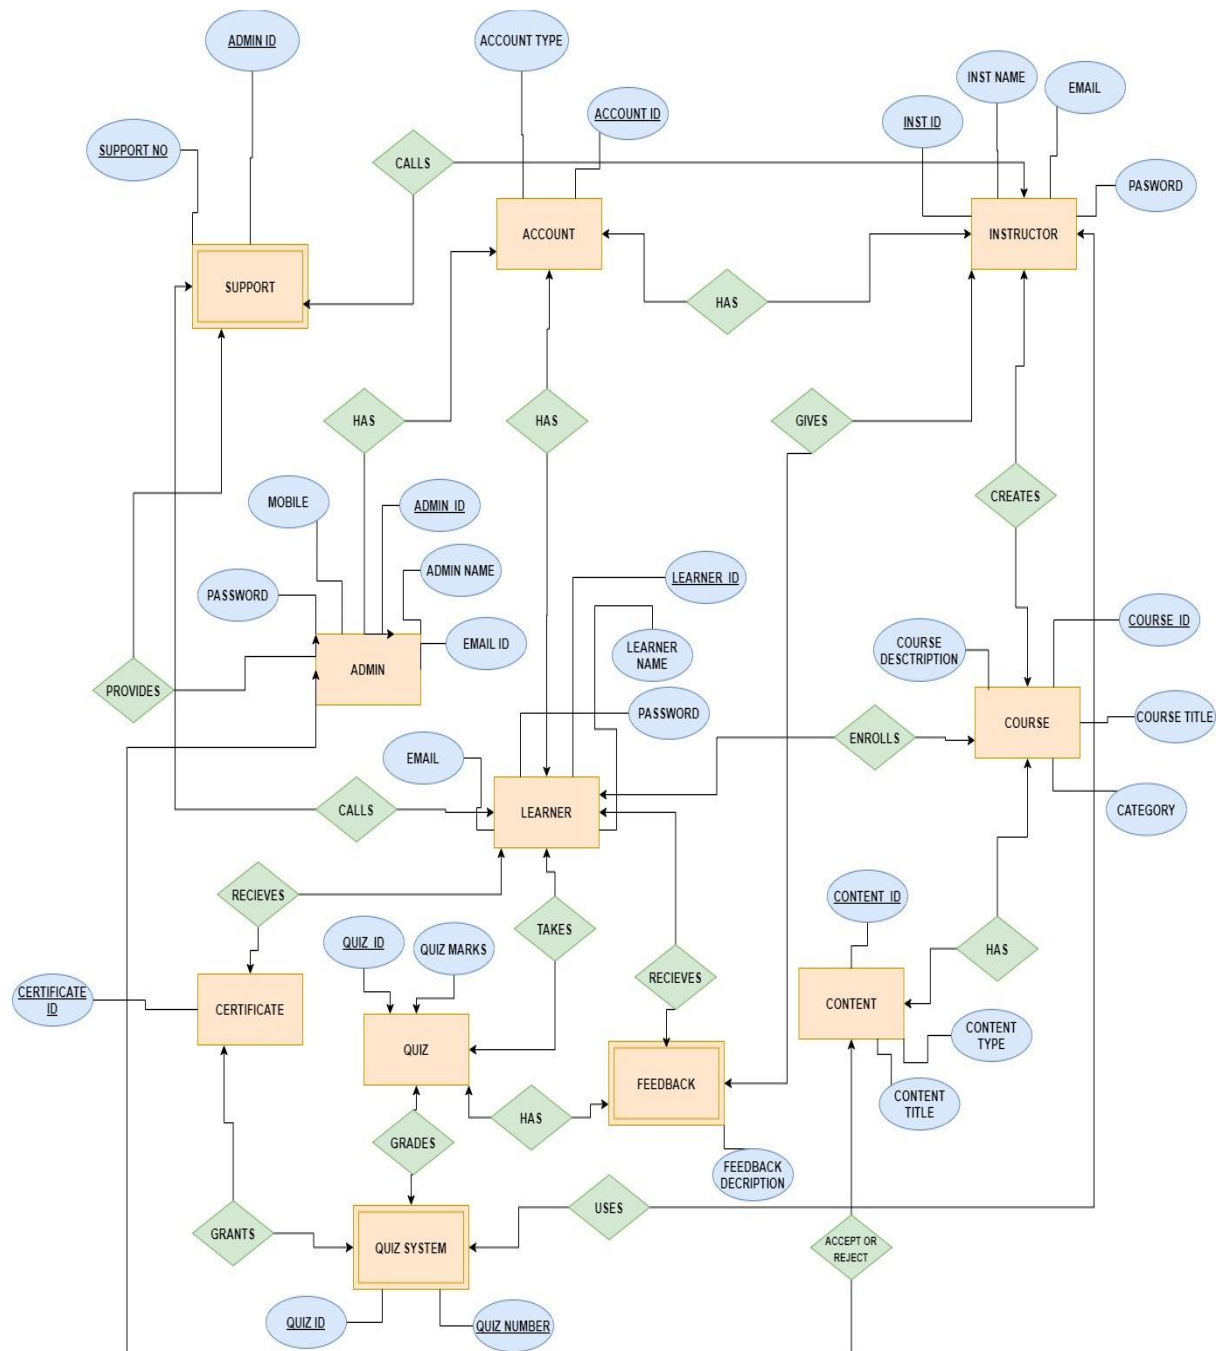 ADMIN ID
ACCOUNT TYPE
INST NAME
EMAIL
ACCOUNT ID
INST ID
SUPPORT NO
CALLS
PASWORD
ACCOUNT
INSTRUCTOR
SUPPORT
HAS
HAS
HAS
GIVES
MOBILE
ADMIN ID
CREATES
ADMIN NAME
LEARNER ID
PASSWORD
COURSE ID
EMAIL ID
LEARNER
NAME
COURSE
DESCTRIPTION
ADMIN
PROVIDES
PASSWORD
COURSE
COURSE TITLE
ENROLLS
EMAIL
CALLS
LEARNER
CATEGORY
RECIEVES
CONTENT ID
TAKES
QUIZ ID
QUIZ MARKS
HAS
RECIEVES
CERTIFICATE
ID
CERTIFICATE
CONTENT
CONTENT
TYPE
QUIZ
FEEDBACK
CONTENT
TITLE
HAS
GRADES
FEEDBACK
DECRIPTION
USES
GRANTS
QUIZ SYSTEM
ACCEPT OR
REJECT
QUIZ ID
QUIZ NUMBER